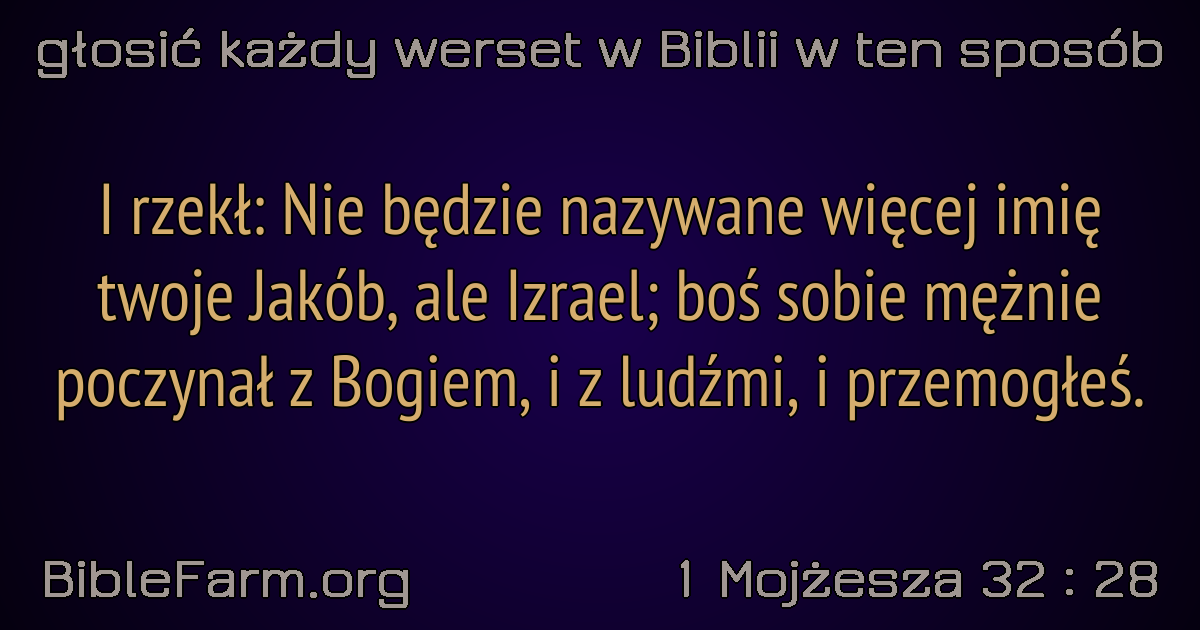 głosić każdy werset w Biblii w ten sposób
I rzekł: Nie będzie nazywane więcej imię
twoje Jakób, ale Izrael; boś sobie mężnie
poczynał z Bogiem, i z ludźmi, i przemogłeś.
BibleFarm.org
1 Mojżesza 32 : 28